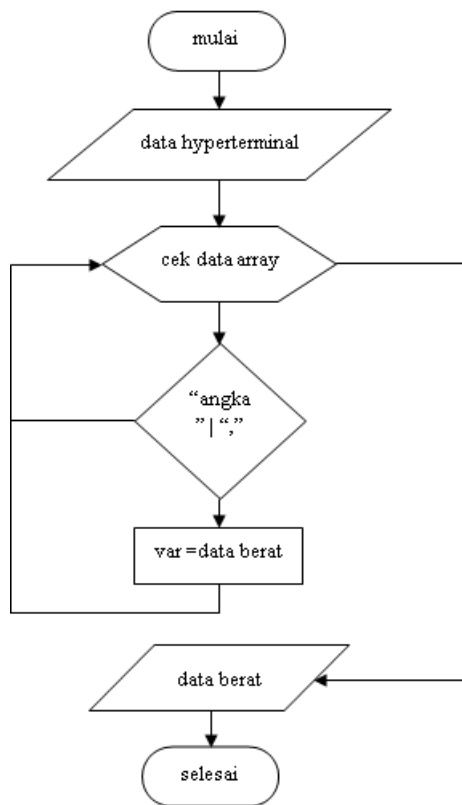 mulai
data hyperterminal
cek data array
“angka
” | “,”
var =data berat
data berat
selesai